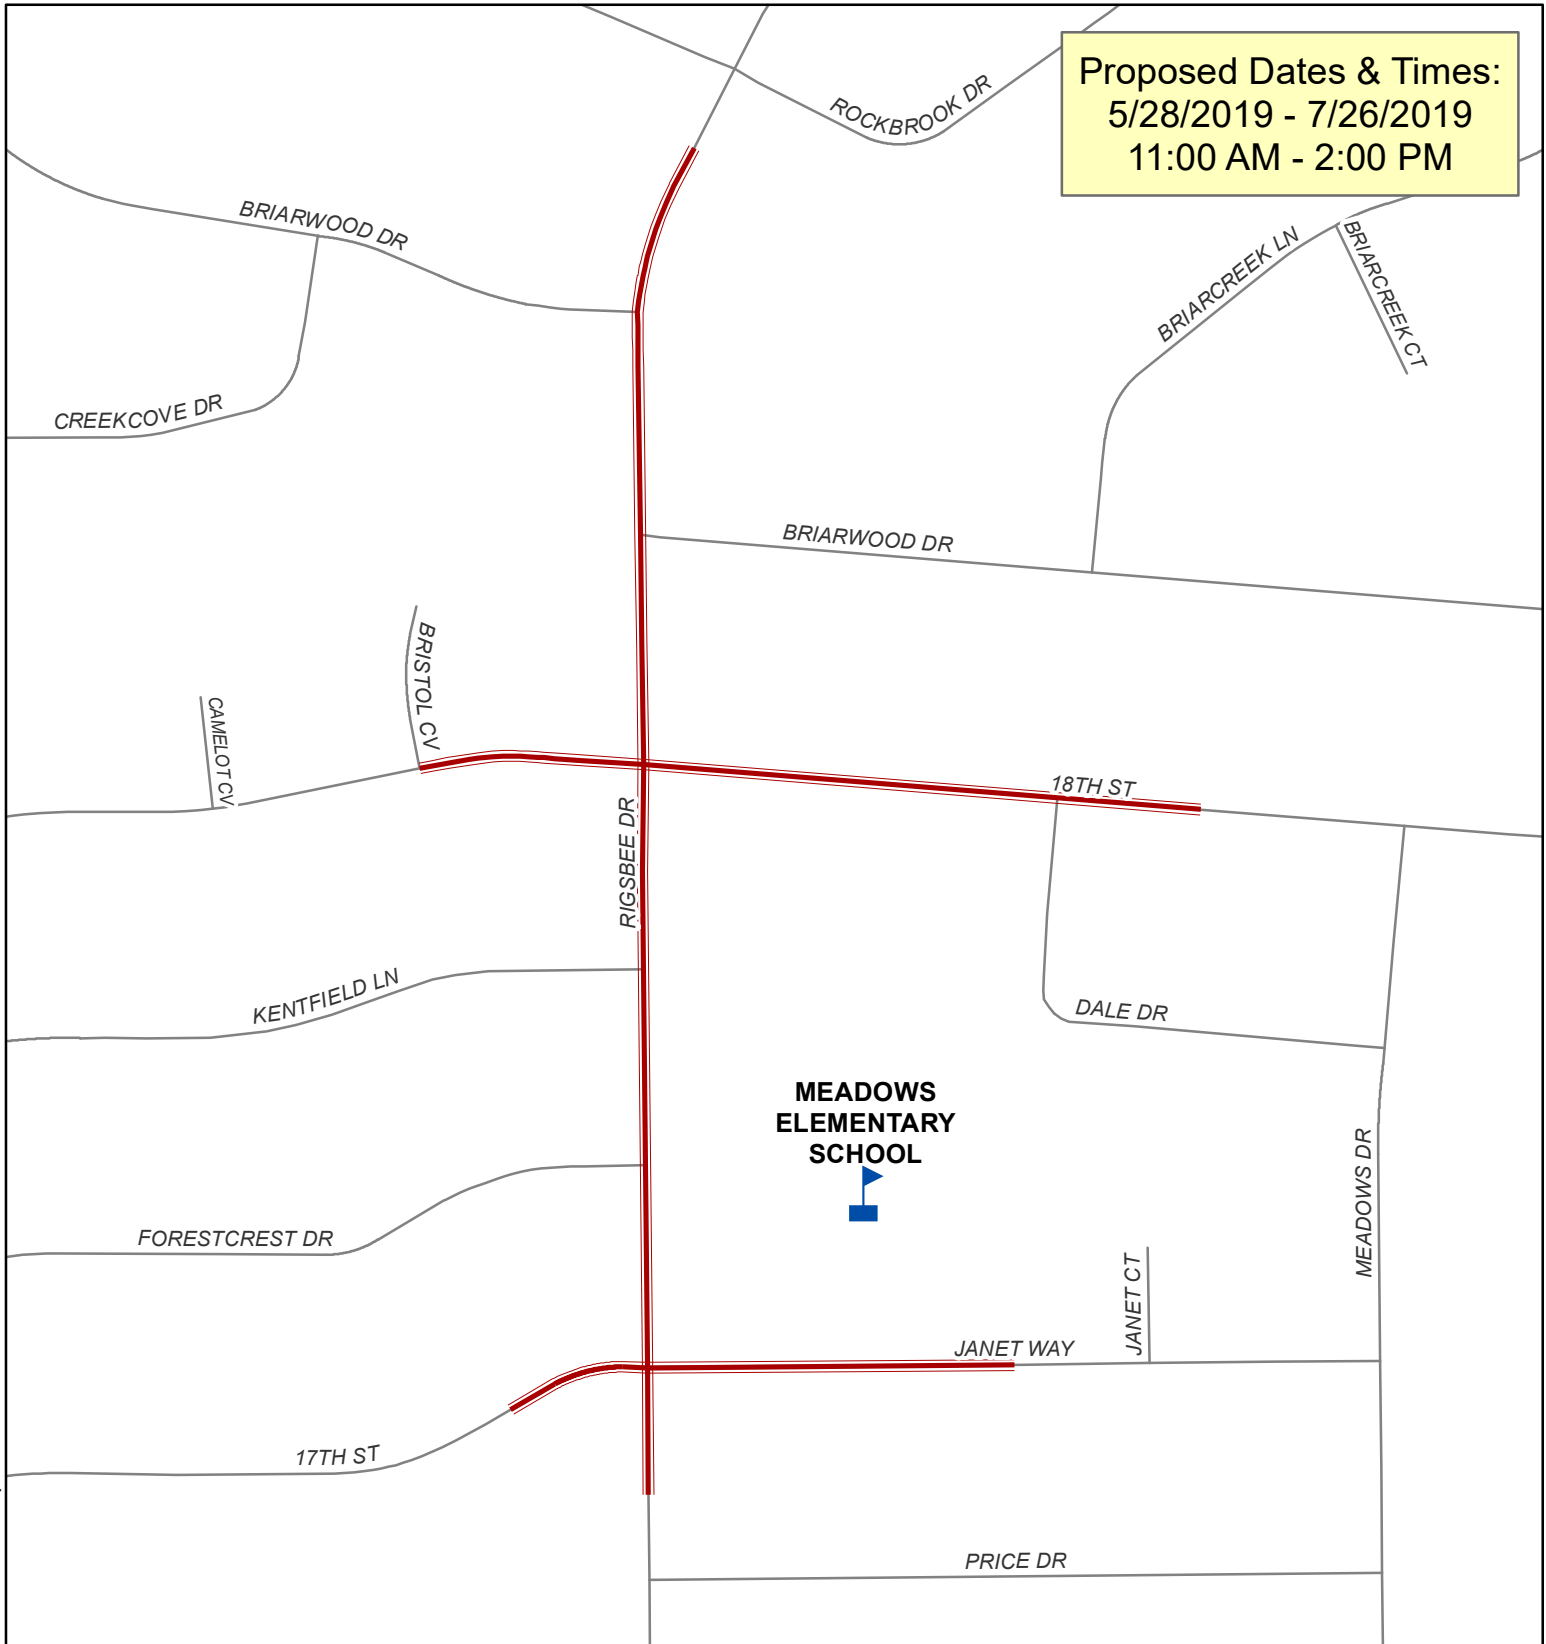 Proposed Dates & Times:
5/28/2019 - 7/26/2019
11:00 AM - 2:00 PM
ROCKBROOK DR
BRIARWOOD DR
BRIARCREEK LN
BRIARCREEK CT
CREEKCOVE DR
BRIARWOOD DR
BRISTOL CV
CAMELOT CV
18TH ST
RIGSBEE DR
KENTFIELD LN
DALE DR
MEADOWS
ELEMENTARY
SCHOOL
MEADOWS DR
FORESTCREST DR
JANET CT
JANET WAY
17TH ST
PRICE DR